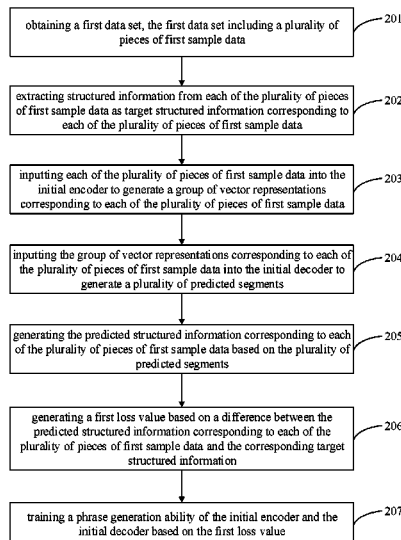 obtaining a first data set, the first data set including a plurality of
pieces of first sample data
201
extracting structured information from each of the plurality of pieces
of first sample data as target structured information corresponding to
each of the plurality of pieces of first sample data
202
inputting each of the plurality of pieces of first sample data into the
initial encoder to generate a group of vector representations
corresponding to each of the plurality of pieces of first sample data
203
inputting the group of vector representations corresponding to each of
the plurality of pieces of first sample data into the initial decoder to
generate a plurality of predicted segments
204
generating the predicted structured information corresponding to each
of the plurality of pieces of first sample data based on the plurality of
predicted segments
205
generating a first loss value based on a difference between the
predicted structured information corresponding to each of the
plurality of pieces of first sample data and the corresponding target
structured information
206
training a phrase generation ability of the initial encoder and the
initial decoder based on the first loss value
207